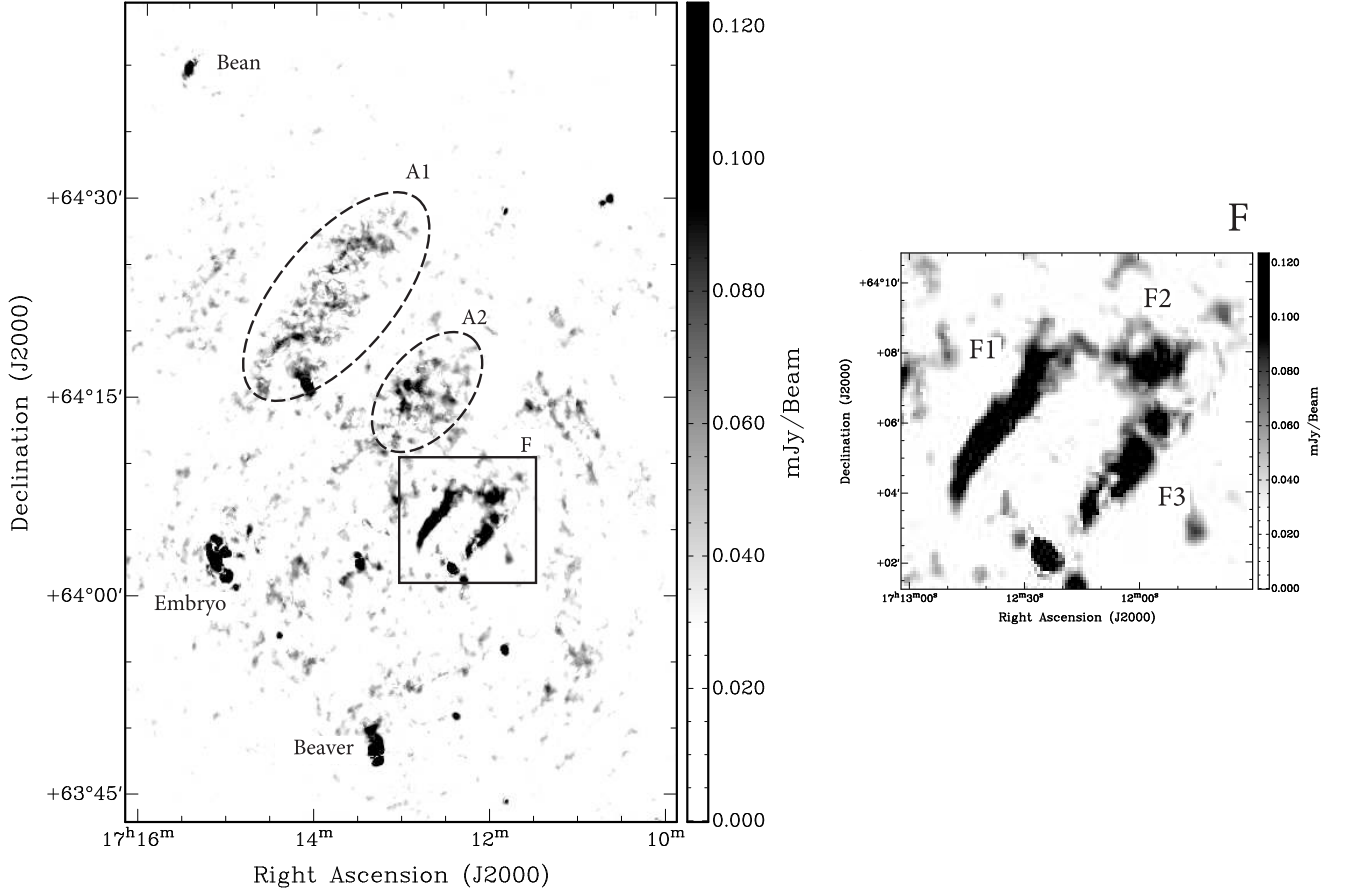 Bean
A1
A2
F
Embryo
Beaver
+64°30′
+64°15′
+64°00′
+63°45′
Declination (J2000)
17ʰ16ᵐ 14ᵐ 12ᵐ 10ᵐ
Right Ascension (J2000)
0.120
0.100
0.080
0.060
0.040
0.020
0.000
mJy/Beam
F
F1
F2
F3
+64°10′
+08′
+06′
+04′
+02′
Declination (J2000)
17ʰ13ᵐ00ˢ 12ᵐ30ˢ 12ᵐ00ˢ
Right Ascension (J2000)
0.120
0.100
0.080
0.060
0.040
0.020
0.000
mJy/Beam